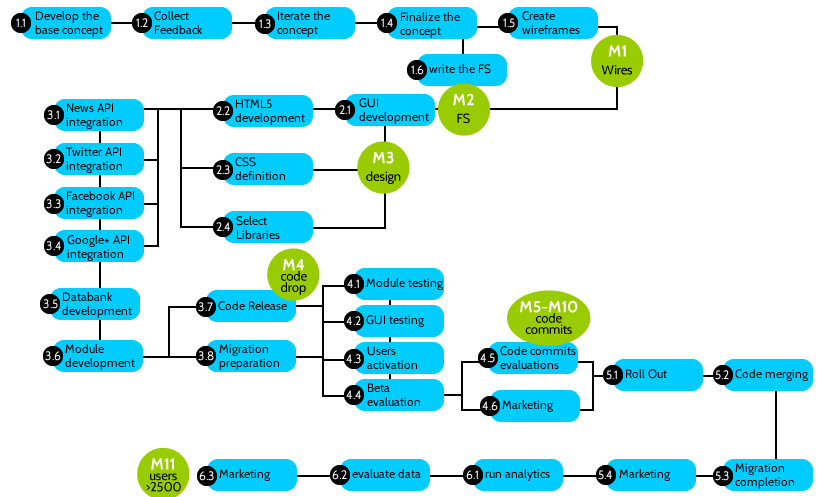 1.1 Develop the
base concept
1.2 Collect
Feedback
1.3 Iterate the
concept
1.4 Finalize the
concept
1.5 Create
wireframes
M1
Wires
1.6 write the FS
M2
FS
3.1 News API
integration
2.2 HTML5
development
2.1 GUI
development
3.2 Twitter API
integration
2.3 CSS
definition
M3
design
3.3 Facebook API
integration
2.4 Select
Libraries
3.4 Google+ API
integration
M4
code
drop
3.5 Databank
development
3.7 Code Release
4.1 Module testing
4.2 GUI testing
M5-M10
code
commits
3.6 Module
development
3.8 Migration
preparation
4.3 Users
activation
4.4 Beta
evaluation
4.5 Code commits
evaluations
4.6 Marketing
5.1 Roll Out
5.2 Code merging
M11
users
>2500
6.3 Marketing
6.2 evaluate data
6.1 run analytics
5.4 Marketing
5.3 Migration
completion